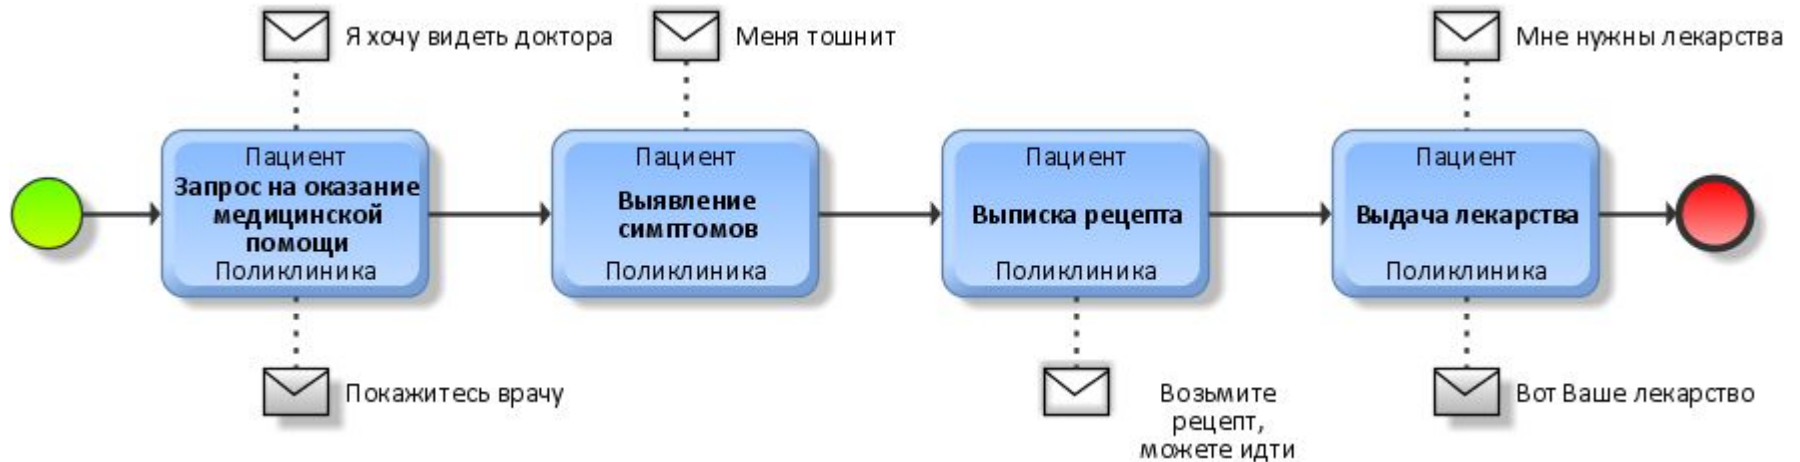 Я хочу видеть доктора
Меня тошнит
Мне нужны лекарства
Пациент
Запрос на оказание
медицинской
помощи
Поликлиника
Пациент
Выявление
симптомов
Поликлиника
Пациент
Выписка рецепта
Поликлиника
Пациент
Выдача лекарства
Поликлиника
Покажитесь врачу
Возьмите
рецепт,
можете идти
Вот Ваше лекарство